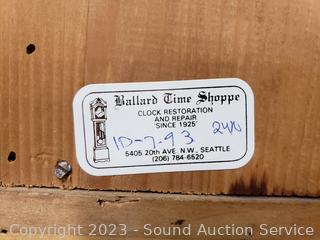 Ballard Time Shoppe
CLOCK RESTORATION
AND REPAIR
SINCE 1925
10-7-93
5405 20th AVE. N.W., SEATTLE
(206) 784-6520
Copyright © 2023 - Sound Auction Service